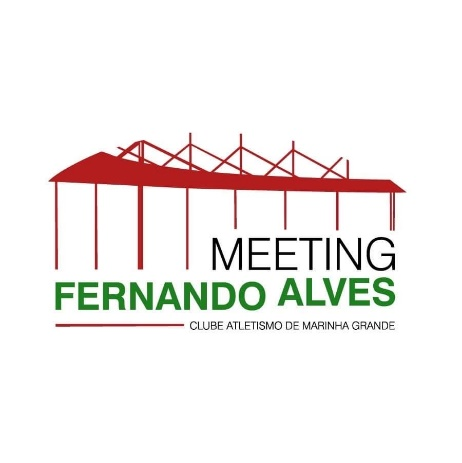 MEETING
FERNANDO ALVES
CLUBE ATLETISMO DE MARINHA GRANDE